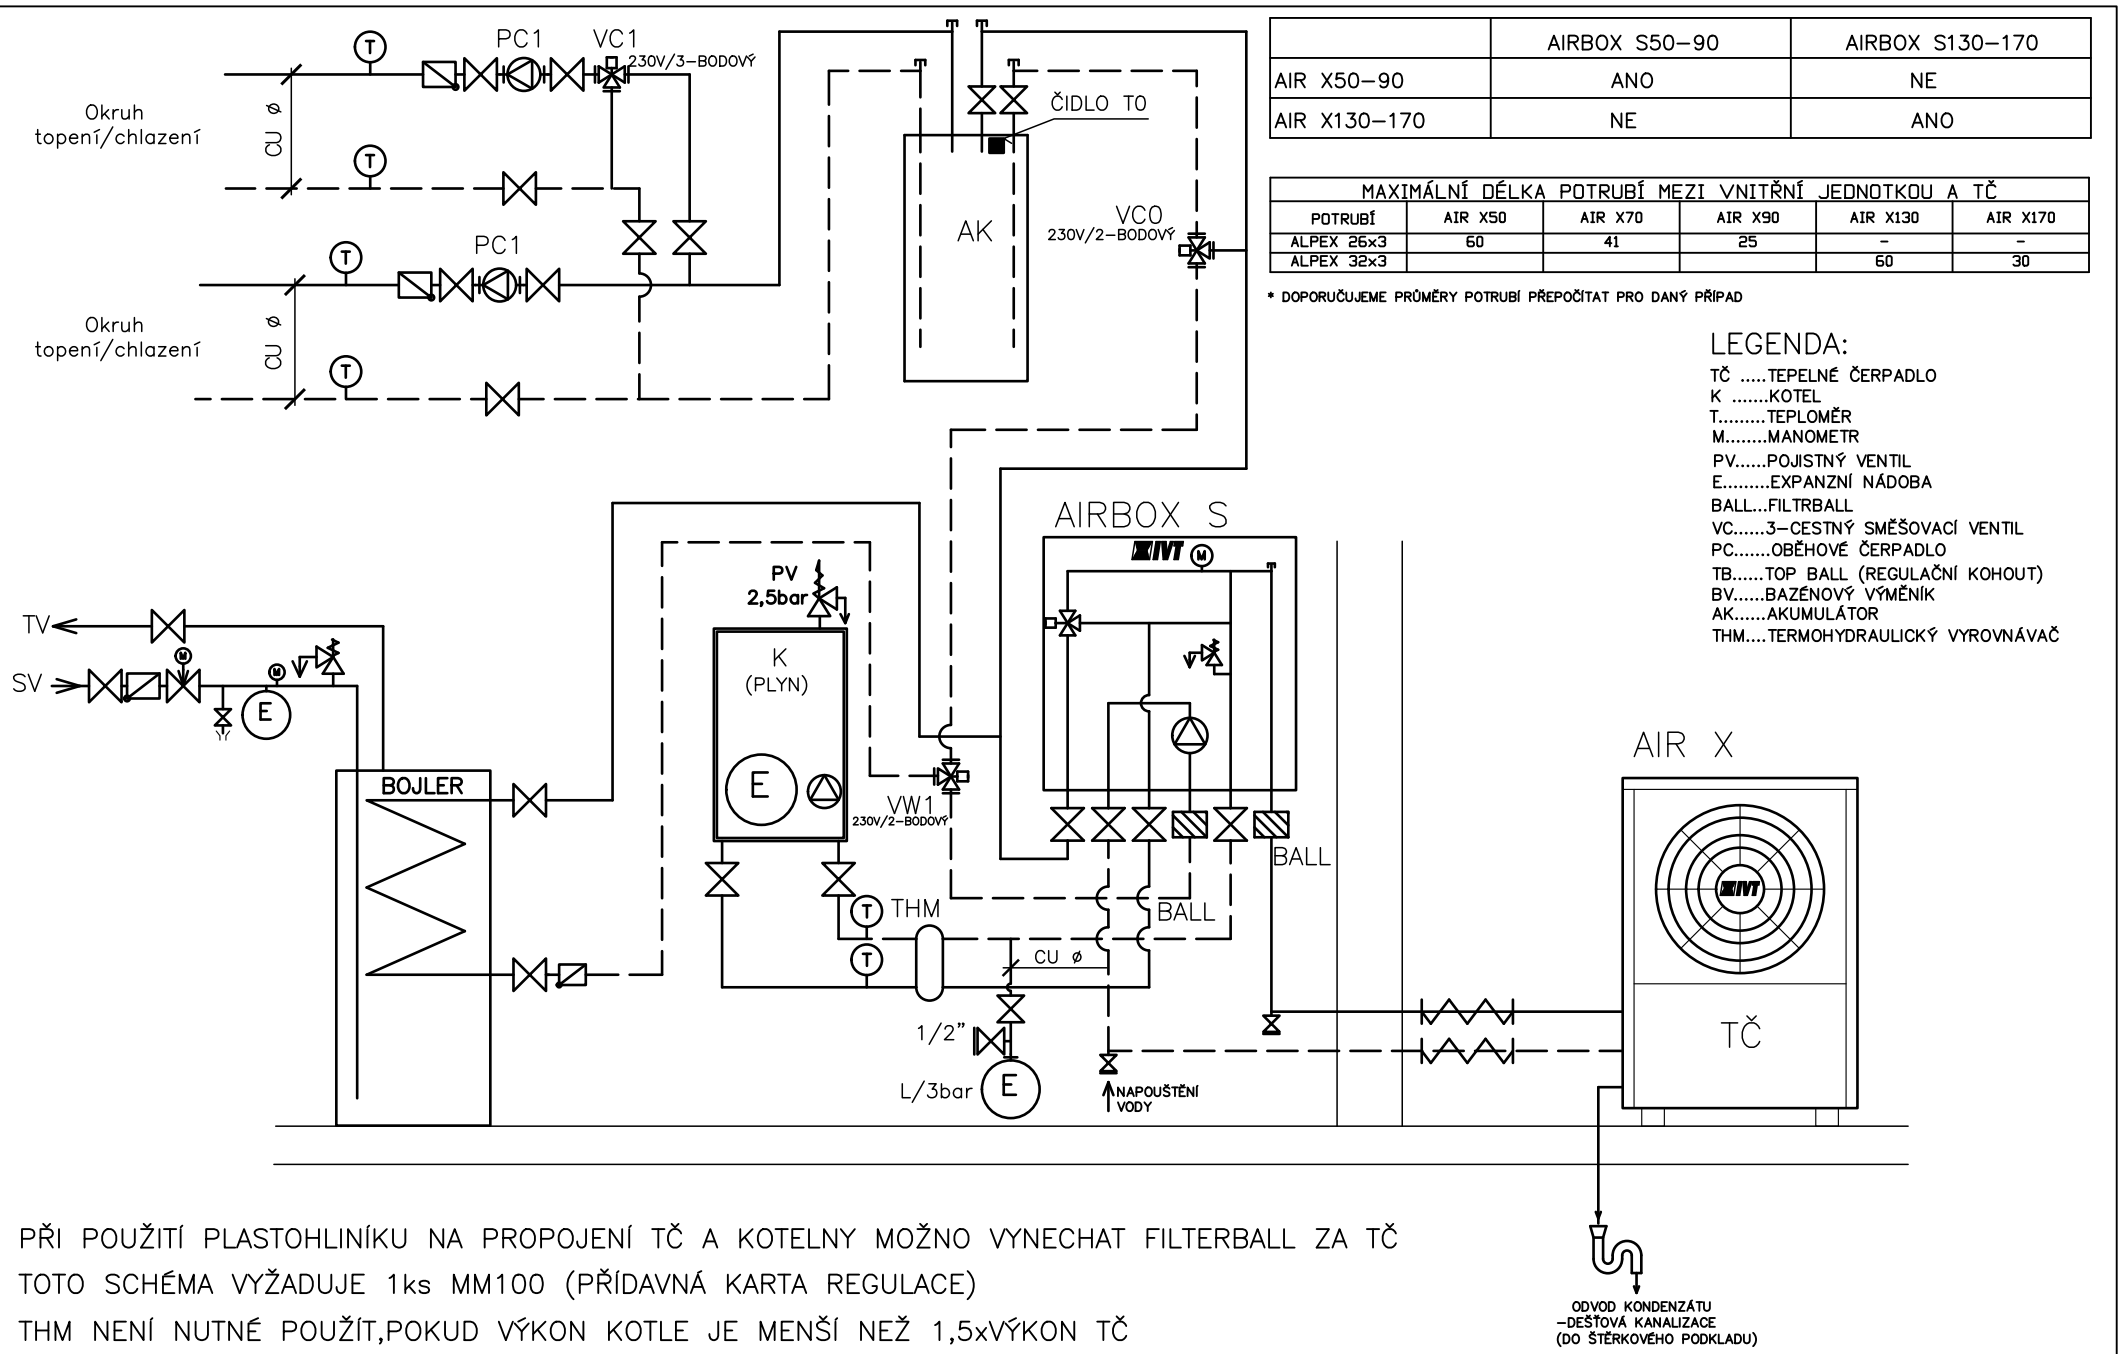 PC1
VC1
230V/3-BODOVÝ
T
Okruh
topení/chlazení
CU ø
T
PC1
T
Okruh
topení/chlazení
CU ø
T
ČIDLO T0
AK
VC0
230V/2-BODOVÝ
AIRBOX S50-90 AIRBOX S130-170
AIR X50-90 ANO NE
AIR X130-170 NE ANO
MAXIMÁLNÍ DÉLKA POTRUBÍ MEZI VNITŘNÍ JEDNOTKOU A TČ
POTRUBÍ AIR X50 AIR X70 AIR X90 AIR X130 AIR X170
ALPEX 26x3 60 41 25 - -
ALPEX 32x3 60 30
* DOPORUČUJEME PRŮMĚRY POTRUBÍ PŘEPOČÍTAT PRO DANÝ PŘÍPAD
LEGENDA:
TČ .....TEPELNÉ ČERPADLO
K .......KOTEL
T.........TEPLOMĚR
M........MANOMETR
PV......POJISTNÝ VENTIL
E.........EXPANZNÍ NÁDOBA
BALL...FILTRBALL
VC......3-CESTNÝ SMĚŠOVACÍ VENTIL
PC.......OBĚHOVÉ ČERPADLO
TB......TOP BALL (REGULAČNÍ KOHOUT)
BV......BAZÉNOVÝ VÝMĚNÍK
AK......AKUMULÁTOR
THM....TERMOHYDRAULICKÝ VYROVNÁVAČ
AIRBOX S
IVT
M
PV
2,5bar
K
(PLYN)
E
VW1
230V/2-BODOVÝ
TV
SV
M
M
E
BOJLER
BALL
BALL
T
THM
T
CU ø
1/2”
L/3bar
E
NAPOUŠTĚNÍ
VODY
AIR X
IVT
TČ
ODVOD KONDENZÁTU
-DEŠŤOVÁ KANALIZACE
(DO ŠTĚRKOVÉHO PODKLADU)
PŘI POUŽITÍ PLASTOHLINÍKU NA PROPOJENÍ TČ A KOTELNY MOŽNO VYNECHAT FILTERBALL ZA TČ
TOTO SCHÉMA VYŽADUJE 1ks MM100 (PŘÍDAVNÁ KARTA REGULACE)
THM NENÍ NUTNÉ POUŽÍT,POKUD VÝKON KOTLE JE MENŠÍ NEŽ 1,5xVÝKON TČ